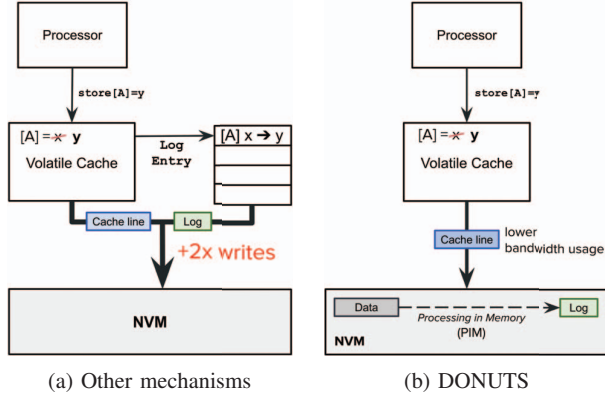 Processor
store[A]=y
[A] = x y
Volatile Cache
Log
Entry
[A] x ➔ y
Cache line
Log
+2x writes
NVM
(a) Other mechanisms
Processor
store[A]=y
[A] = x y
Volatile Cache
Cache line
lower
bandwidth usage
Data
Processing in Memory
(PIM)
Log
NVM
(b) DONUTS